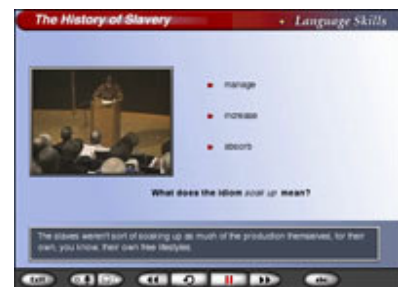 The History of Slavery
Language Skills
manage
increase
absorb
What does the idiom soak up mean?
The slaves weren't sort of soaking up as much of the production themselves, for their
own, you know, their own free lifestyles
Exit
abc